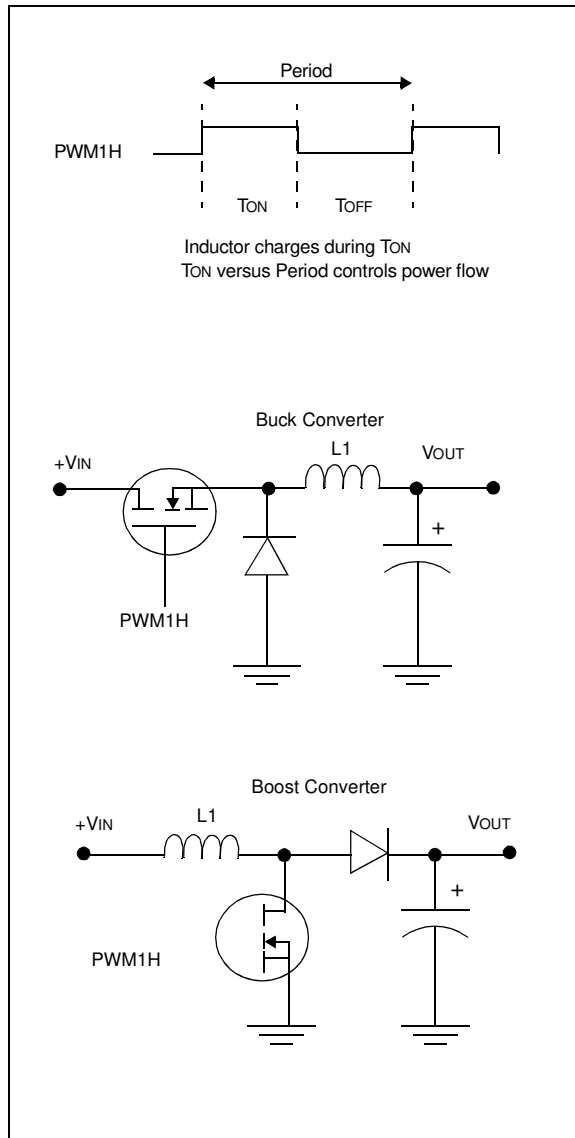 Period
PWM1H
TON TOFF
Inductor charges during TON
TON versus Period controls power flow
Buck Converter
+VIN L1 VOUT
+
PWM1H
Boost Converter
+VIN L1 VOUT
+
PWM1H